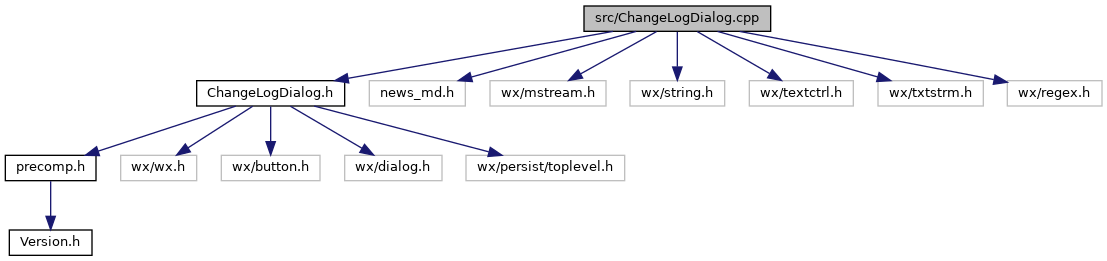 src/ChangeLogDialog.cpp
ChangeLogDialog.h
news_md.h
wx/mstream.h
wx/string.h
wx/textctrl.h
wx/txtstrm.h
wx/regex.h
precomp.h
wx/wx.h
wx/button.h
wx/dialog.h
wx/persist/toplevel.h
Version.h